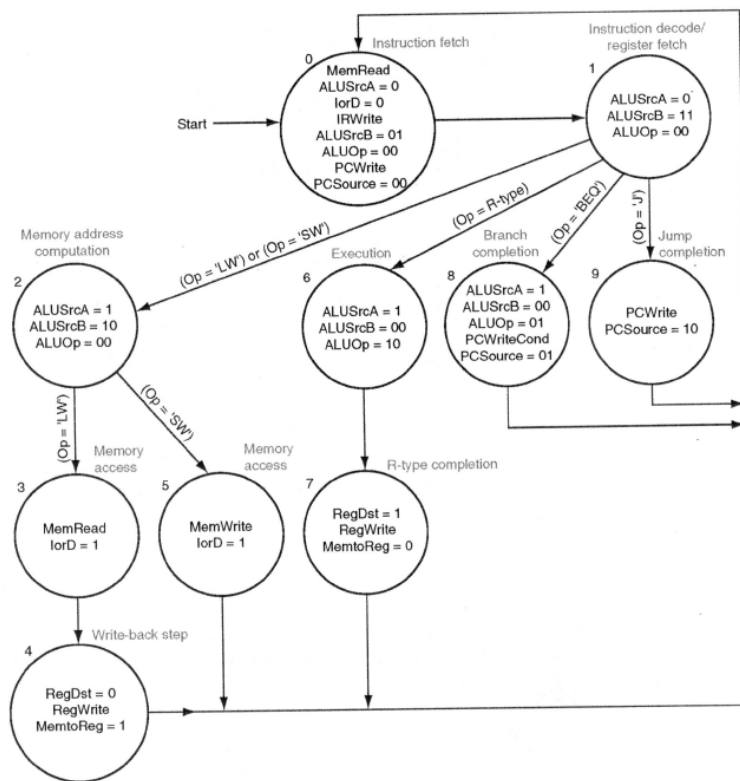 Instruction fetch
0
MemRead
ALUSrcA = 0
IorD = 0
IRWrite
ALUSrcB = 01
ALUOp = 00
PCWrite
PCSource = 00
Start
Instruction decode/
register fetch
1
ALUSrcA = 0
ALUSrcB = 11
ALUOp = 00
(Op = 'LW') or (Op = 'SW')
(Op = R-type)
(Op = 'BEQ')
(Op = 'J')
Memory address
computation
2
ALUSrcA = 1
ALUSrcB = 10
ALUOp = 00
Execution
6
ALUSrcA = 1
ALUSrcB = 00
ALUOp = 10
Branch
completion
8
ALUSrcA = 1
ALUSrcB = 00
ALUOp = 01
PCWriteCond
PCSource = 01
Jump
completion
9
PCWrite
PCSource = 10
(Op = 'LW')
(Op = 'SW')
Memory
access
3
MemRead
IorD = 1
Memory
access
5
MemWrite
IorD = 1
R-type completion
7
RegDst = 1
RegWrite
MemtoReg = 0
Write-back step
4
RegDst = 0
RegWrite
MemtoReg = 1